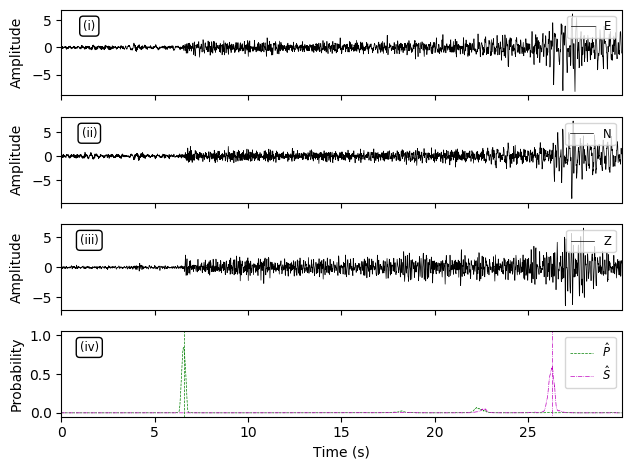 Amplitude
5
0
−5
(i)
E
Amplitude
5
0
−5
(ii)
N
Amplitude
5
0
−5
(iii)
Z
Probability
1.0
0.5
0.0
(iv)
P̂
Ŝ
0 5 10 15 20 25
Time (s)